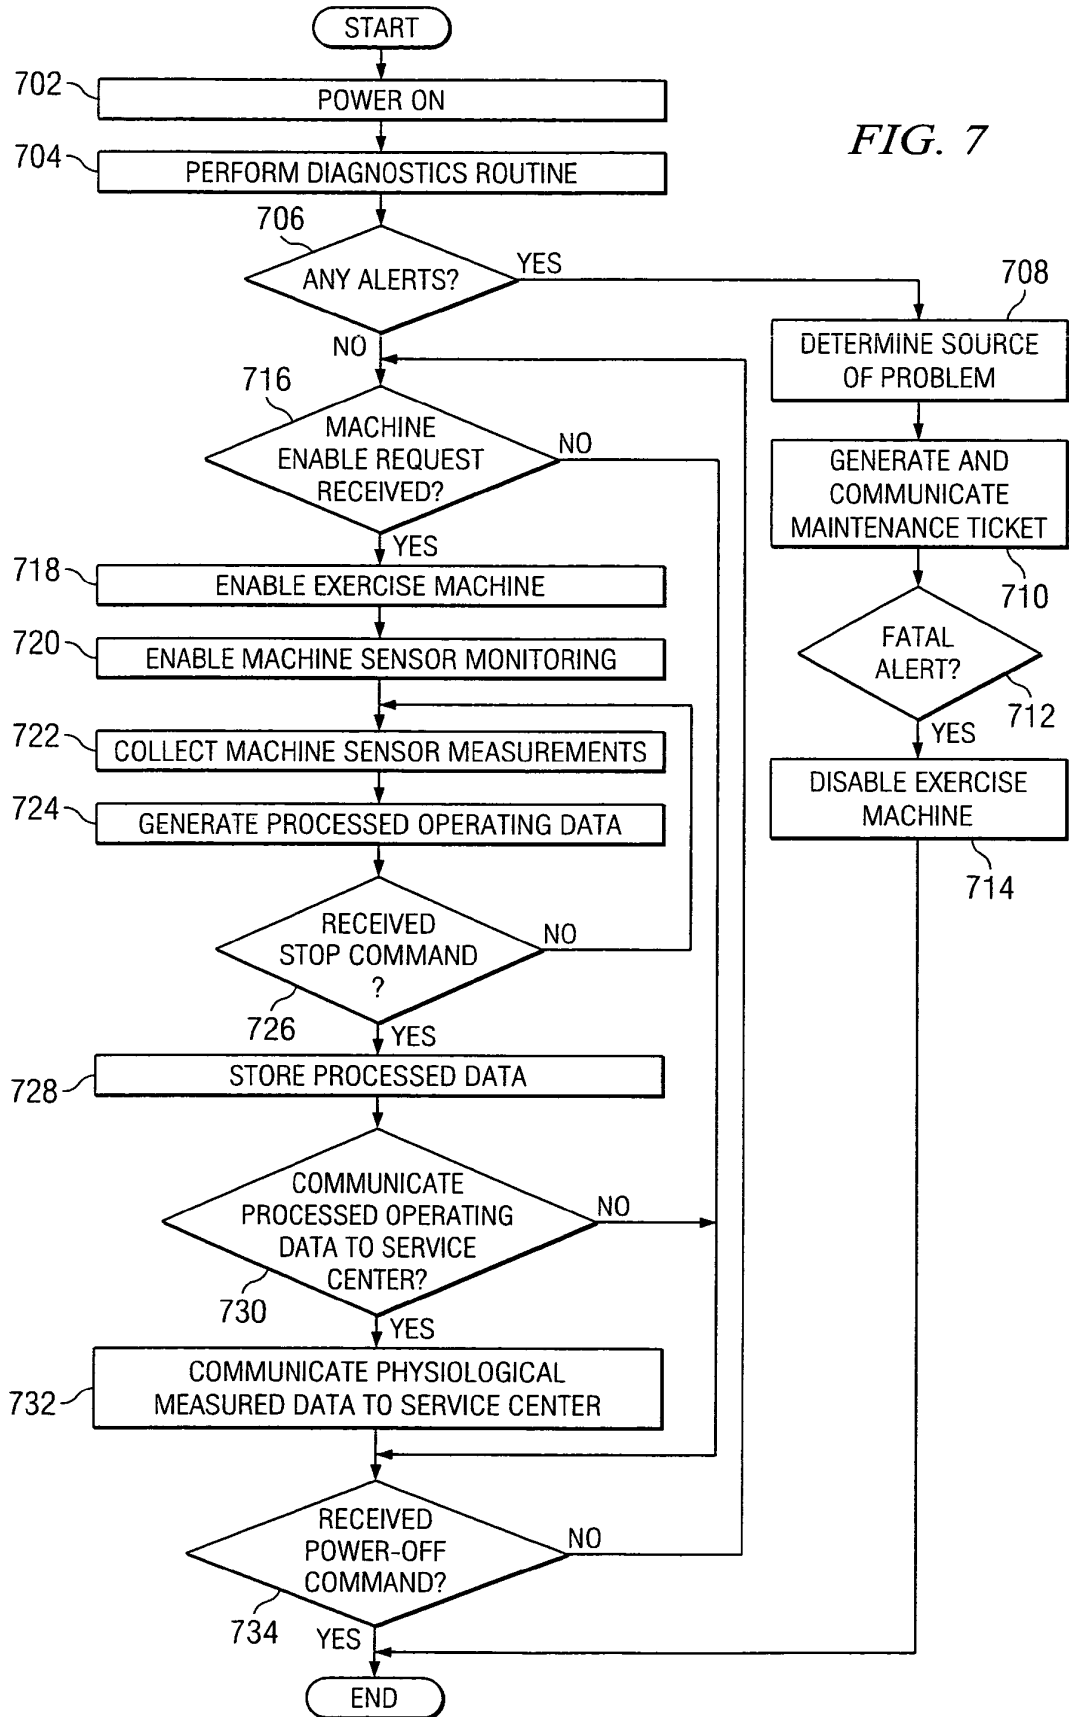 START
702
POWER ON
FIG. 7
704
PERFORM DIAGNOSTICS ROUTINE
706
ANY ALERTS?
YES
NO
708
DETERMINE SOURCE
OF PROBLEM
716
MACHINE
ENABLE REQUEST
RECEIVED?
NO
YES
GENERATE AND
COMMUNICATE
MAINTENANCE TICKET
710
718
ENABLE EXERCISE MACHINE
720
ENABLE MACHINE SENSOR MONITORING
FATAL
ALERT?
712
YES
722
COLLECT MACHINE SENSOR MEASUREMENTS
724
GENERATE PROCESSED OPERATING DATA
DISABLE EXERCISE
MACHINE
714
RECEIVED
STOP COMMAND
?
NO
726
YES
728
STORE PROCESSED DATA
COMMUNICATE
PROCESSED OPERATING
DATA TO SERVICE
CENTER?
NO
730
YES
732
COMMUNICATE PHYSIOLOGICAL
MEASURED DATA TO SERVICE CENTER
RECEIVED
POWER-OFF
COMMAND?
NO
734
YES
END